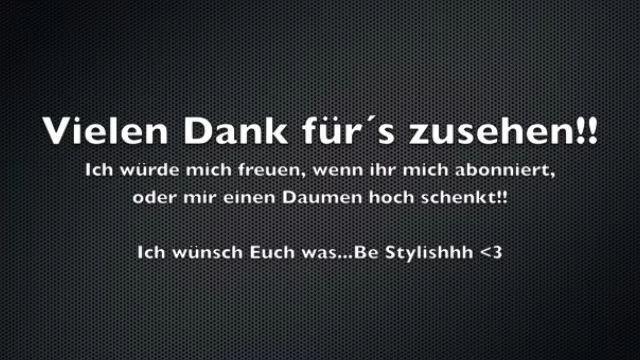 Vielen Dank für´s zusehen!!
Ich würde mich freuen, wenn ihr mich abonniert,
oder mir einen Daumen hoch schenkt!!
Ich wünsch Euch was...Be Stylishhh <3